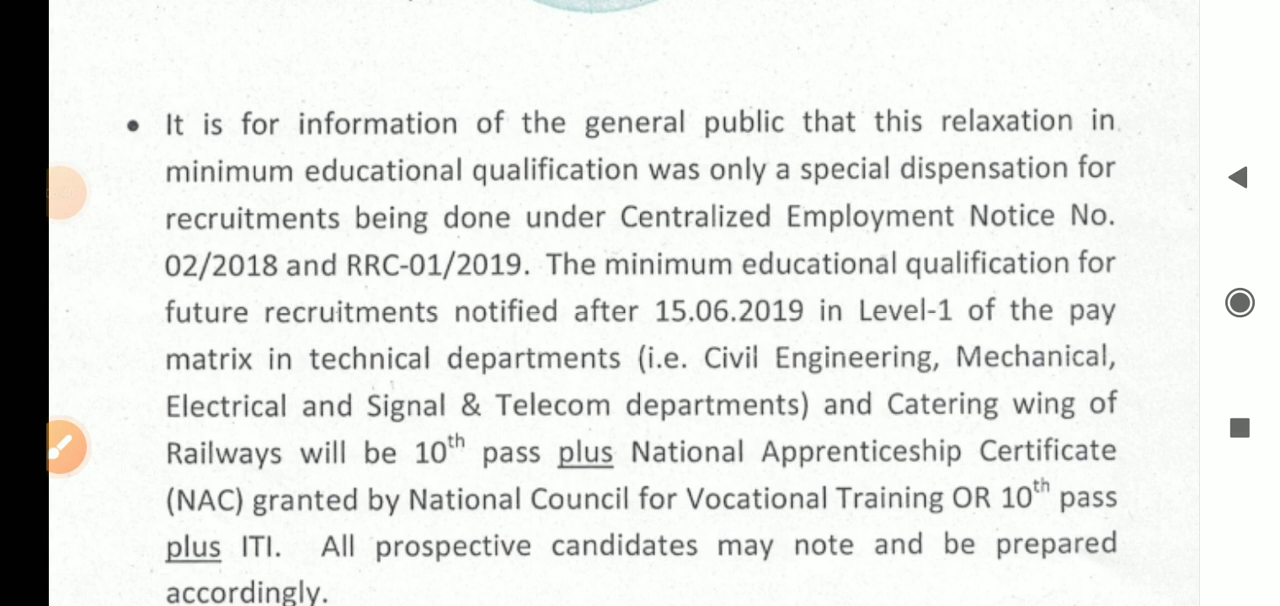 • It is for information of the general public that this relaxation in
minimum educational qualification was only a special dispensation for
recruitments being done under Centralized Employment Notice No.
02/2018 and RRC-01/2019. The minimum educational qualification for
future recruitments notified after 15.06.2019 in Level-1 of the pay
matrix in technical departments (i.e. Civil Engineering, Mechanical,
Electrical and Signal & Telecom departments) and Catering wing of
Railways will be 10th pass plus National Apprenticeship Certificate
(NAC) granted by National Council for Vocational Training OR 10th pass
plus ITI. All prospective candidates may note and be prepared
accordingly.